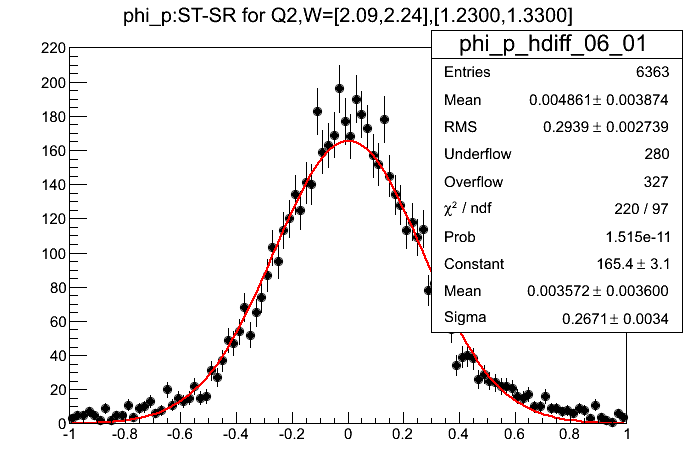 phi_p:ST-SR for Q2,W=[2.09,2.24],[1.2300,1.3300]
phi_p_hdiff_06_01
Entries 6363
Mean 0.004861 ± 0.003874
RMS 0.2939 ± 0.002739
Underflow 280
Overflow 327
χ² / ndf 220 / 97
Prob 1.515e-11
Constant 165.4 ± 3.1
Mean 0.003572 ± 0.003600
Sigma 0.2671 ± 0.0034
220
200
180
160
140
120
100
80
60
40
20
0
-1 -0.8 -0.6 -0.4 -0.2 0 0.2 0.4 0.6 0.8 1